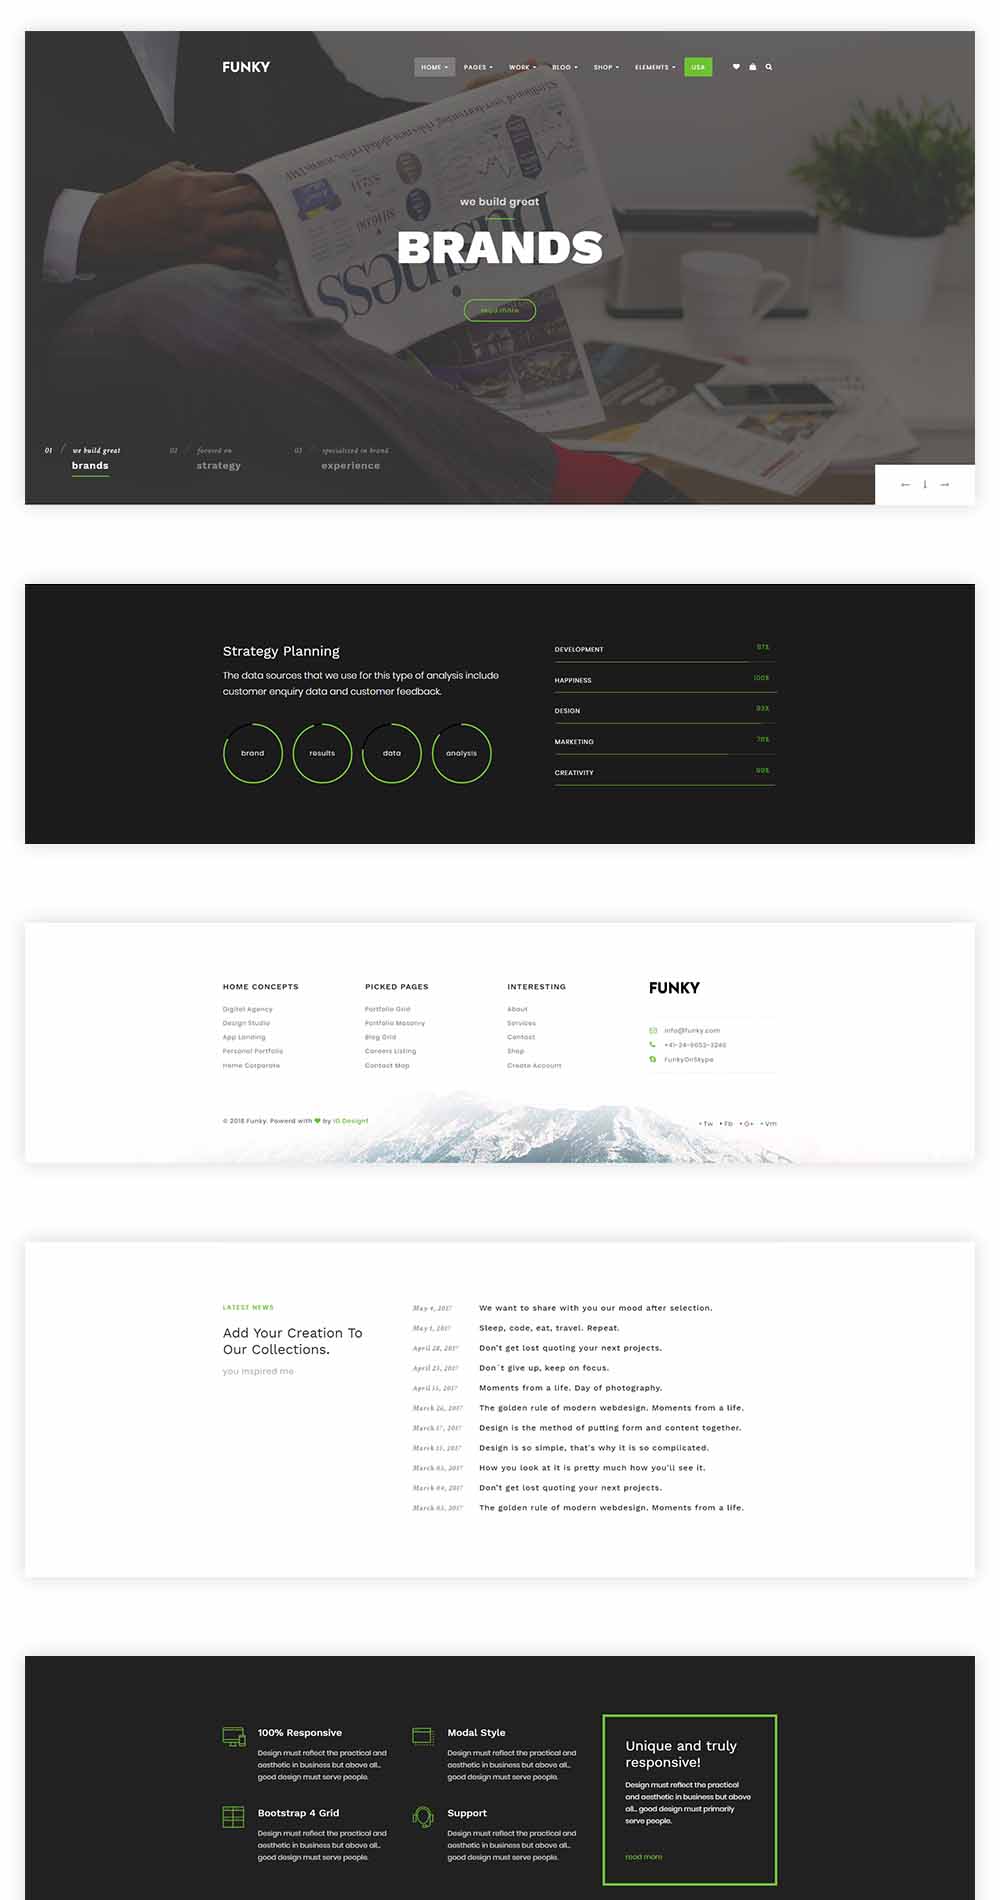 FUNKY
HOME PAGES WORK BLOG SHOP ELEMENTS USA
we build great
BRANDS
read more
01 / we build great
brands
02 / focused on
strategy
03 / specialized in brand
experience
Business
Strategy Planning
The data sources that we use for this type of analysis include
customer enquiry data and customer feedback.
brand results data analysis
DEVELOPMENT 87%
HAPPINESS 100%
DESIGN 93%
MARKETING 78%
CREATIVITY 99%
HOME CONCEPTS
Digital Agency
Design Studio
App Landing
Personal Portfolio
Home Corporate
PICKED PAGES
Portfolio Grid
Portfolio Masonry
Blog Grid
Careers Listing
Contact Map
INTERESTING
About
Services
Contact
Shop
Create Account
FUNKY
info@funky.com
+41-24-9652-3246
FunkyOnSkype
© 2018 Funky. Powerd with ♥ by
• Tw • Fb • G+ • Vm
LATEST NEWS
Add Your Creation To
Our Collections.
you inspired me
May 4, 2017 We want to share with you our mood after selection.
May 1, 2017 Sleep, code, eat, travel. Repeat.
April 28, 2017 Don't get lost quoting your next projects.
April 23, 2017 Don´t give up, keep on focus.
April 15, 2017 Moments from a life. Day of photography.
March 26, 2017 The golden rule of modern webdesign. Moments from a life.
March 17, 2017 Design is the method of putting form and content together.
March 15, 2017 Design is so simple, that's why it is so complicated.
March 05, 2017 How you look at it is pretty much how you'll see it.
March 04, 2017 Don't get lost quoting your next projects.
March 03, 2017 The golden rule of modern webdesign. Moments from a life.
100% Responsive
Design must reflect the practical and
aesthetic in business but above all...
good design must serve people.
Modal Style
Design must reflect the practical and
aesthetic in business but above all...
good design must serve people.
Bootstrap 4 Grid
Design must reflect the practical and
aesthetic in business but above all...
good design must serve people.
Support
Design must reflect the practical and
aesthetic in business but above all...
good design must serve people.
Unique and truly
responsive!
Design must reflect the practical
and aesthetic in business but above
all... good design must primarily
serve people.
read more